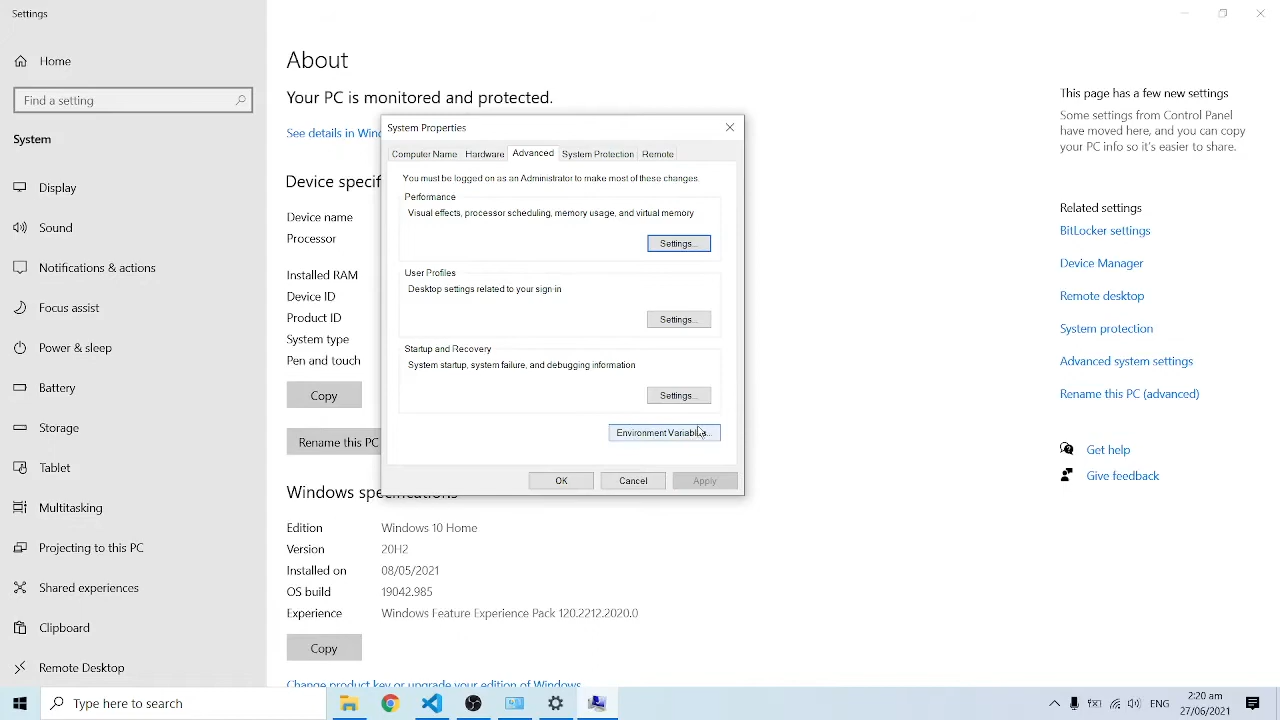 Settings
Home
Find a setting
System
Display
Sound
Notifications & actions
Focus assist
Power & sleep
Battery
Storage
Tablet
Multitasking
Projecting to this PC
Shared experiences
Clipboard
Remote Desktop
About
Your PC is monitored and protected.
See details in
Device
Device name
Processor
Installed RAM
Device ID
Product ID
System type
Pen and touch
Copy
Rename this PC
Windows specifications
Edition Windows 10 Home
Version 20H2
Installed on 08/05/2021
OS build 19042.985
Experience Windows Feature Experience Pack 120.2212.2020.0
Copy
Change product key or upgrade your edition of Windows
System Properties
Computer Name Hardware Advanced System Protection Remote
You must be logged on as an Administrator to make most of these changes.
Performance
Visual effects, processor scheduling, memory usage, and virtual memory
Settings...
User Profiles
Desktop settings related to your sign-in
Settings...
Startup and Recovery
System startup, system failure, and debugging information
Settings...
Environment Variables...
OK Cancel Apply
This page has a few new settings
Some settings from Control Panel
have moved here, and you can copy
your PC info so it's easier to share.
Related settings
BitLocker settings
Device Manager
Remote desktop
System protection
Advanced system settings
Rename this PC (advanced)
Get help
Give feedback
Type here to search
ENG
2:20 am
27/06/2021